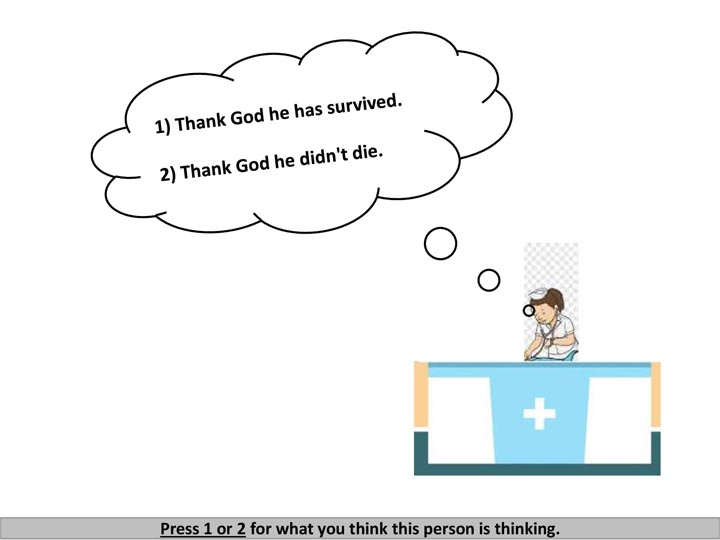 1) Thank God he has survived.
2) Thank God he didn't die.
Press 1 or 2 for what you think this person is thinking.